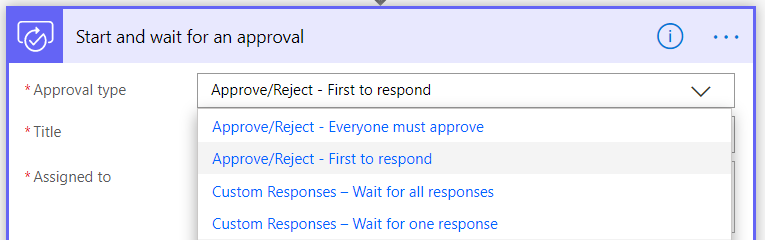 Start and wait for an approval
* Approval type
Approve/Reject - First to respond
Approve/Reject - Everyone must approve
* Title
Approve/Reject - First to respond
* Assigned to
Custom Responses – Wait for all responses
Custom Responses – Wait for one response